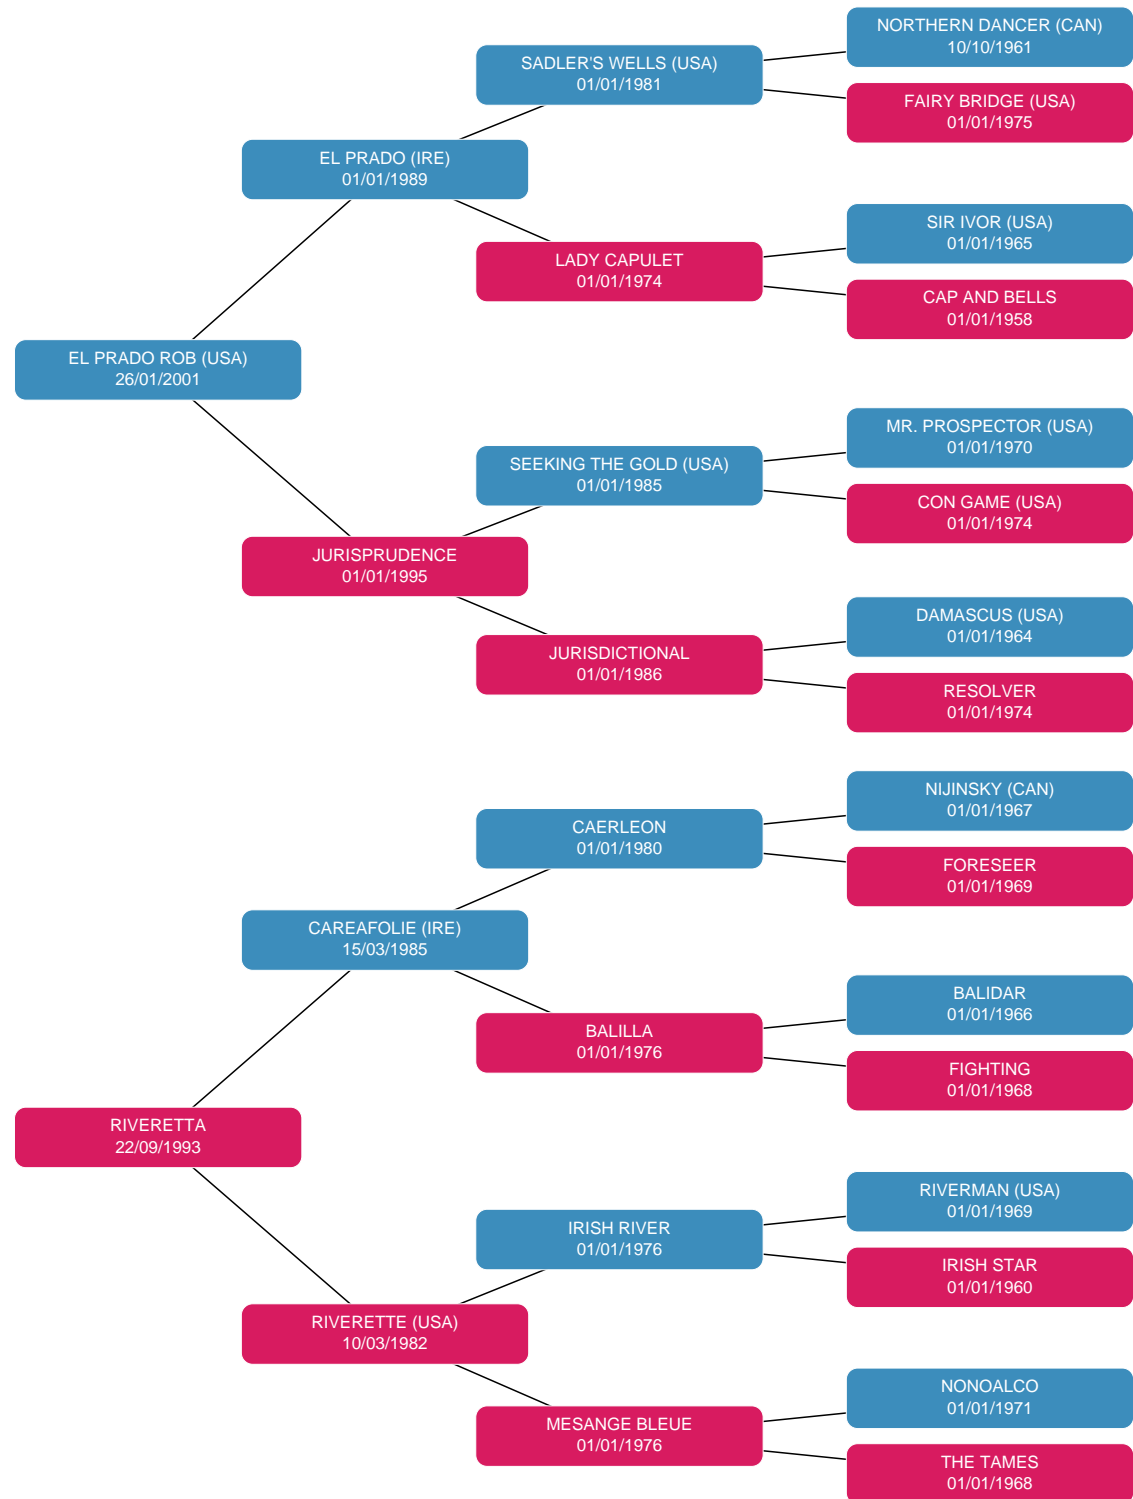 NORTHERN DANCER (CAN)
10/10/1961
SADLER'S WELLS (USA)
01/01/1981
FAIRY BRIDGE (USA)
01/01/1975
EL PRADO (IRE)
01/01/1989
SIR IVOR (USA)
01/01/1965
LADY CAPULET
01/01/1974
CAP AND BELLS
01/01/1958
EL PRADO ROB (USA)
26/01/2001
MR. PROSPECTOR (USA)
01/01/1970
SEEKING THE GOLD (USA)
01/01/1985
CON GAME (USA)
01/01/1974
JURISPRUDENCE
01/01/1995
DAMASCUS (USA)
01/01/1964
JURISDICTIONAL
01/01/1986
RESOLVER
01/01/1974
NIJINSKY (CAN)
01/01/1967
CAERLEON
01/01/1980
FORESEER
01/01/1969
CAREAFOLIE (IRE)
15/03/1985
BALIDAR
01/01/1966
BALILLA
01/01/1976
FIGHTING
01/01/1968
RIVERETTA
22/09/1993
RIVERMAN (USA)
01/01/1969
IRISH RIVER
01/01/1976
IRISH STAR
01/01/1960
RIVERETTE (USA)
10/03/1982
NONOALCO
01/01/1971
MESANGE BLEUE
01/01/1976
THE TAMES
01/01/1968